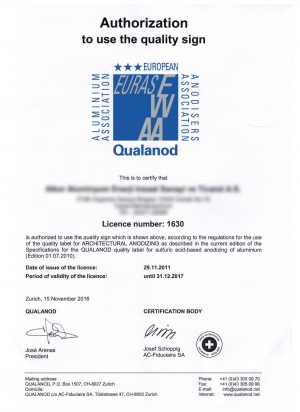 Authorization
to use the quality sign
★★★ EUROPEAN
ALUMINIUM
ASSOCIATION
EURAS
EWAA
ANODISERS
ASSOCIATION
Qualanod
This is to certify that
Licence number: 1630
is authorized to use the quality sign which is shown above, according to the regulations for the use
of the quality label for ARCHITECTURAL ANODIZING as described in the current edition of the
Specifications for the QUALANOD quality label for sulfuric acid-based anodizing of aluminium
(Edition 01.07.2010).
Date of issue of the licence: 29.11.2011
Period of validity of the licence: until 31.12.2017
Zurich, 15 November 2016
QUALANOD CERTIFICATION BODY
José Arenas Josef Schoppig
President AC-Fiduciaire SA
Mailing address: Phone: +41 (0)43 305 09 70
QUALANOD, P.O. Box 1507, CH-8027 Zurich Fax: +41 (0)43 305 09 98
Domicile: E-mail: info@qualanod.net
QUALANOD c/o AC-Fiduciaire SA, Tödistrasse 47, CH-8002 Zurich Internet: www.qualanod.net